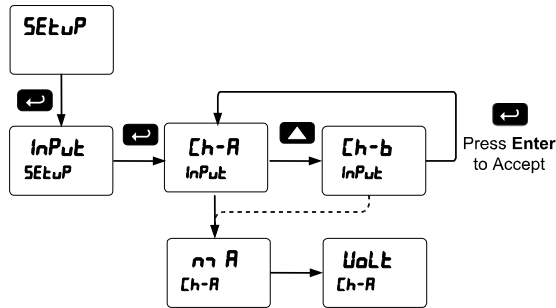 SEtuP
InPut
SEtuP
Ch-A
InPut
Ch-b
InPut
Press Enter
to Accept
mA
Ch-A
VoLt
Ch-A